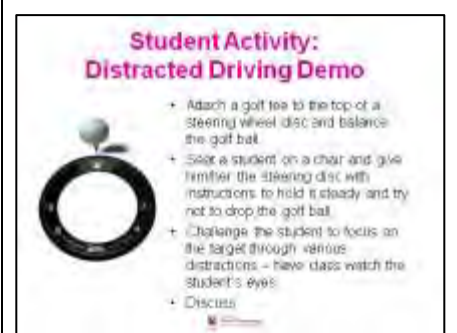 Student Activity:
Distracted Driving Demo
• Attach a golf tee to the top of a
steering wheel disc and balance
the golf ball
• Seat a student on a chair and give
him/her the steering disc with
instructions to hold it steady and try
not to drop the golf ball
• Challenge the student to focus on
the target through various
distractions – have class watch the
student's eyes
• Discuss